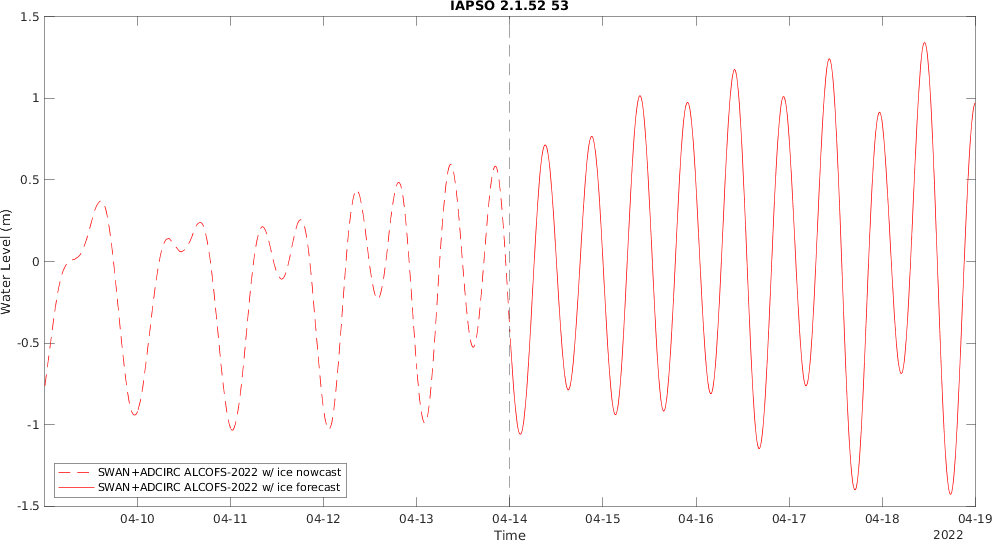 IAPSO 2.1.52 53
1.5
1
0.5
0
-0.5
-1
-1.5
Water Level (m)
SWAN+ADCIRC ALCOFS-2022 w/ ice nowcast
SWAN+ADCIRC ALCOFS-2022 w/ ice forecast
04-10 04-11 04-12 04-13 04-14 04-15 04-16 04-17 04-18 04-19
Time
2022